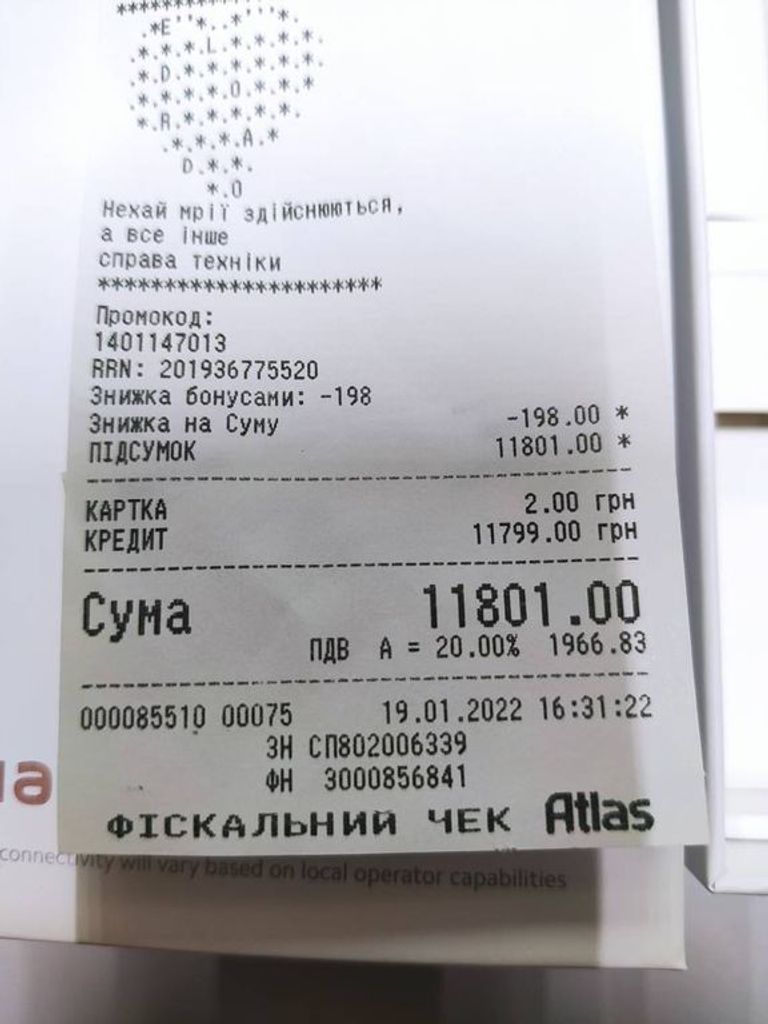 **********************
.*E''*..*'''*.
.*.*.*.L.*.*.*.*.
.*.D.*.*.*.*.*.*.*
.*.*.*.*.O.*.*.*.*
*.R.*.*.*.*.*.*.
.*.*.*.A.*
D.*.*.
*.O
Нехай мрії здійснюються,
а все інше
справа техніки
**********************
Промокод:
1401147013
RRN: 201936775520
Знижка бонусами: -198
Знижка на Суму -198.00 *
ПІДСУМОК 11801.00 *
КАРТКА 2.00 грн
КРЕДИТ 11799.00 грн
Сума 11801.00
ПДВ А = 20.00% 1966.83
000085510 00075 19.01.2022 16:31:22
ЗН СП802006339
ФН 3000856841
ФІСКАЛЬНИЙ ЧЕК Atlas
connectivity will vary based on local operator capabilities